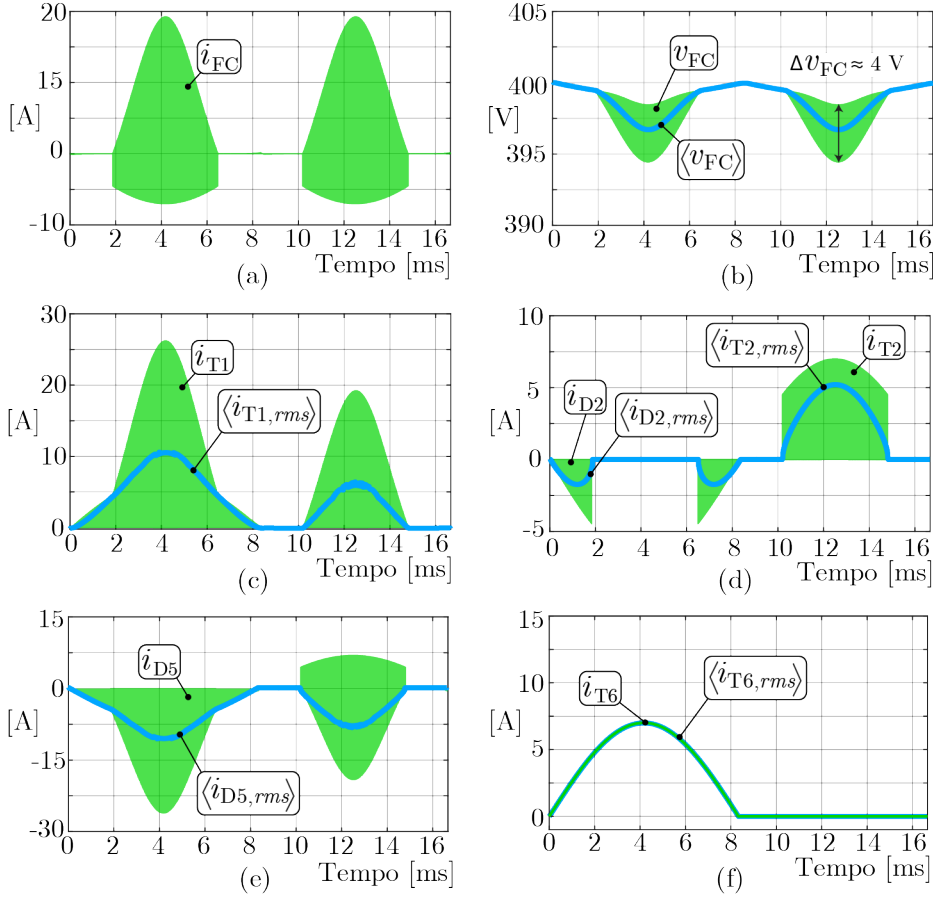 [A]
20
15
0
-10
i_FC
0 2 4 6 8 10 12 14 16
Tempo [ms]
(a)
[V]
405
400
395
390
v_FC
⟨v_FC⟩
Δv_FC ≈ 4 V
0 2 4 6 8 10 12 14 16
Tempo [ms]
(b)
[A]
30
20
10
0
i_T1
⟨i_T1,rms⟩
0 2 4 6 8 10 12 14 16
Tempo [ms]
(c)
[A]
10
5
0
-5
⟨i_T2,rms⟩
i_T2
i_D2
⟨i_D2,rms⟩
0 2 4 6 8 10 12 14 16
Tempo [ms]
(d)
[A]
15
0
-15
-30
i_D5
⟨i_D5,rms⟩
0 2 4 6 8 10 12 14 16
Tempo [ms]
(e)
[A]
15
10
5
0
i_T6
⟨i_T6,rms⟩
0 2 4 6 8 10 12 14 16
Tempo [ms]
(f)